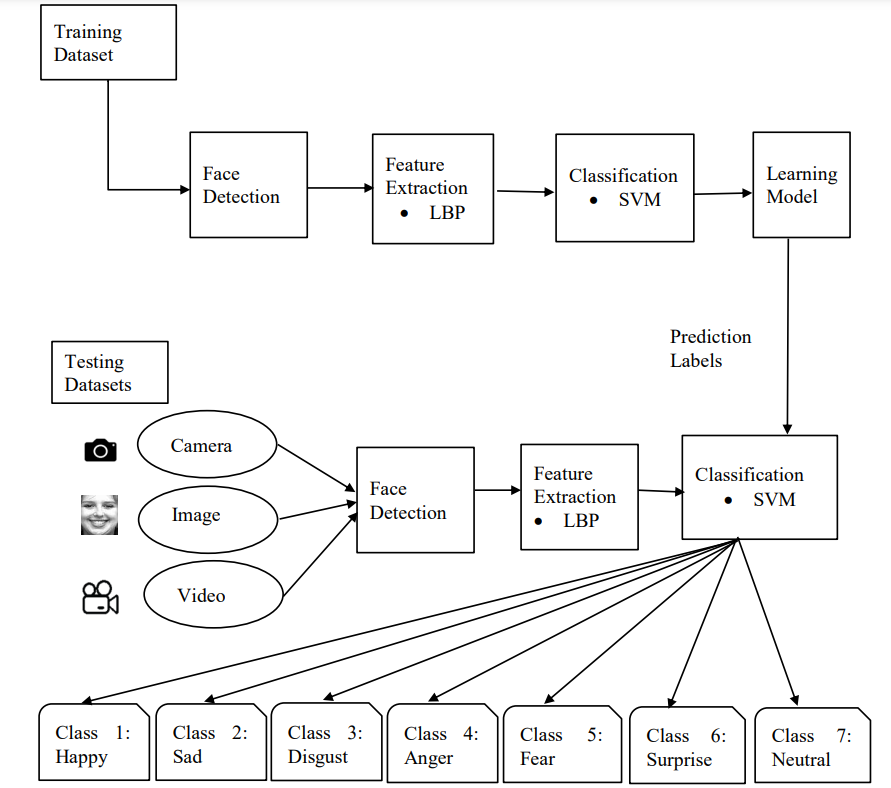 Training
Dataset
Face
Detection
Feature
Extraction
• LBP
Classification
• SVM
Learning
Model
Prediction
Labels
Testing
Datasets
Camera
Image
Video
Face
Detection
Feature
Extraction
• LBP
Classification
• SVM
Class 1:
Happy
Class 2:
Sad
Class 3:
Disgust
Class 4:
Anger
Class 5:
Fear
Class 6:
Surprise
Class 7:
Neutral